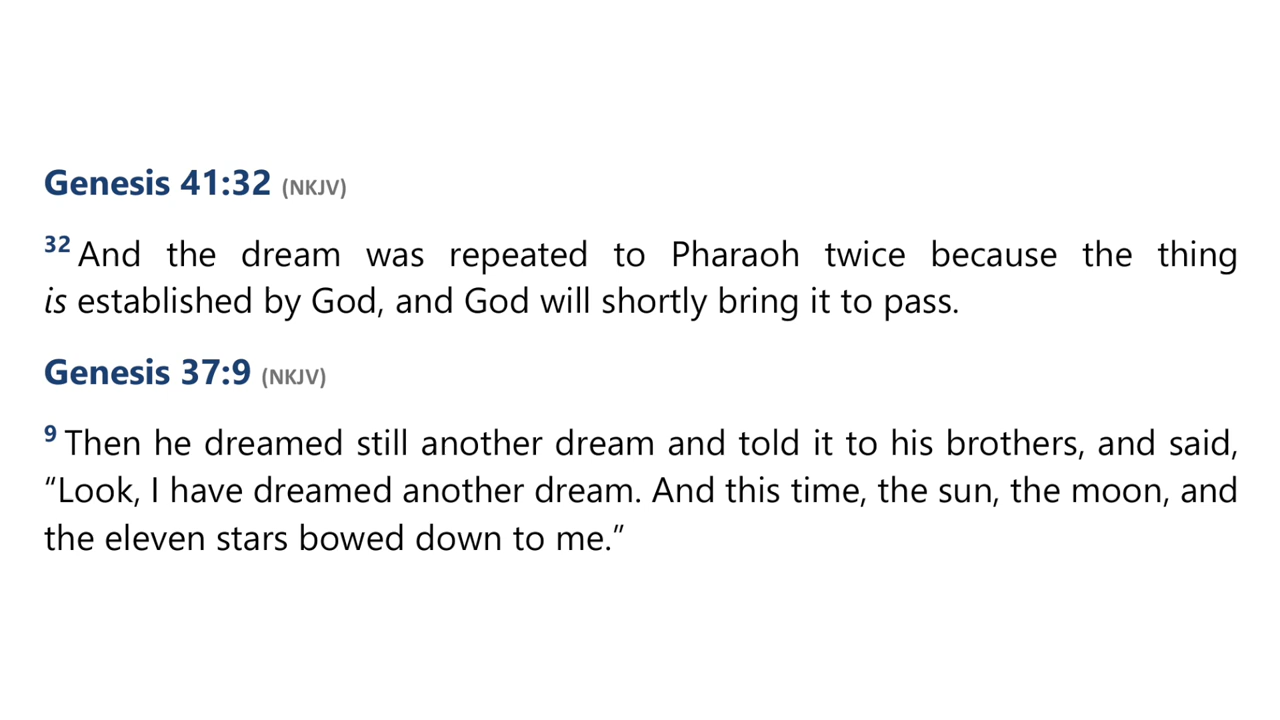 Genesis 41:32 (NKJV)
32 And the dream was repeated to Pharaoh twice because the thing
is established by God, and God will shortly bring it to pass.
Genesis 37:9 (NKJV)
9 Then he dreamed still another dream and told it to his brothers, and said,
“Look, I have dreamed another dream. And this time, the sun, the moon, and
the eleven stars bowed down to me.”